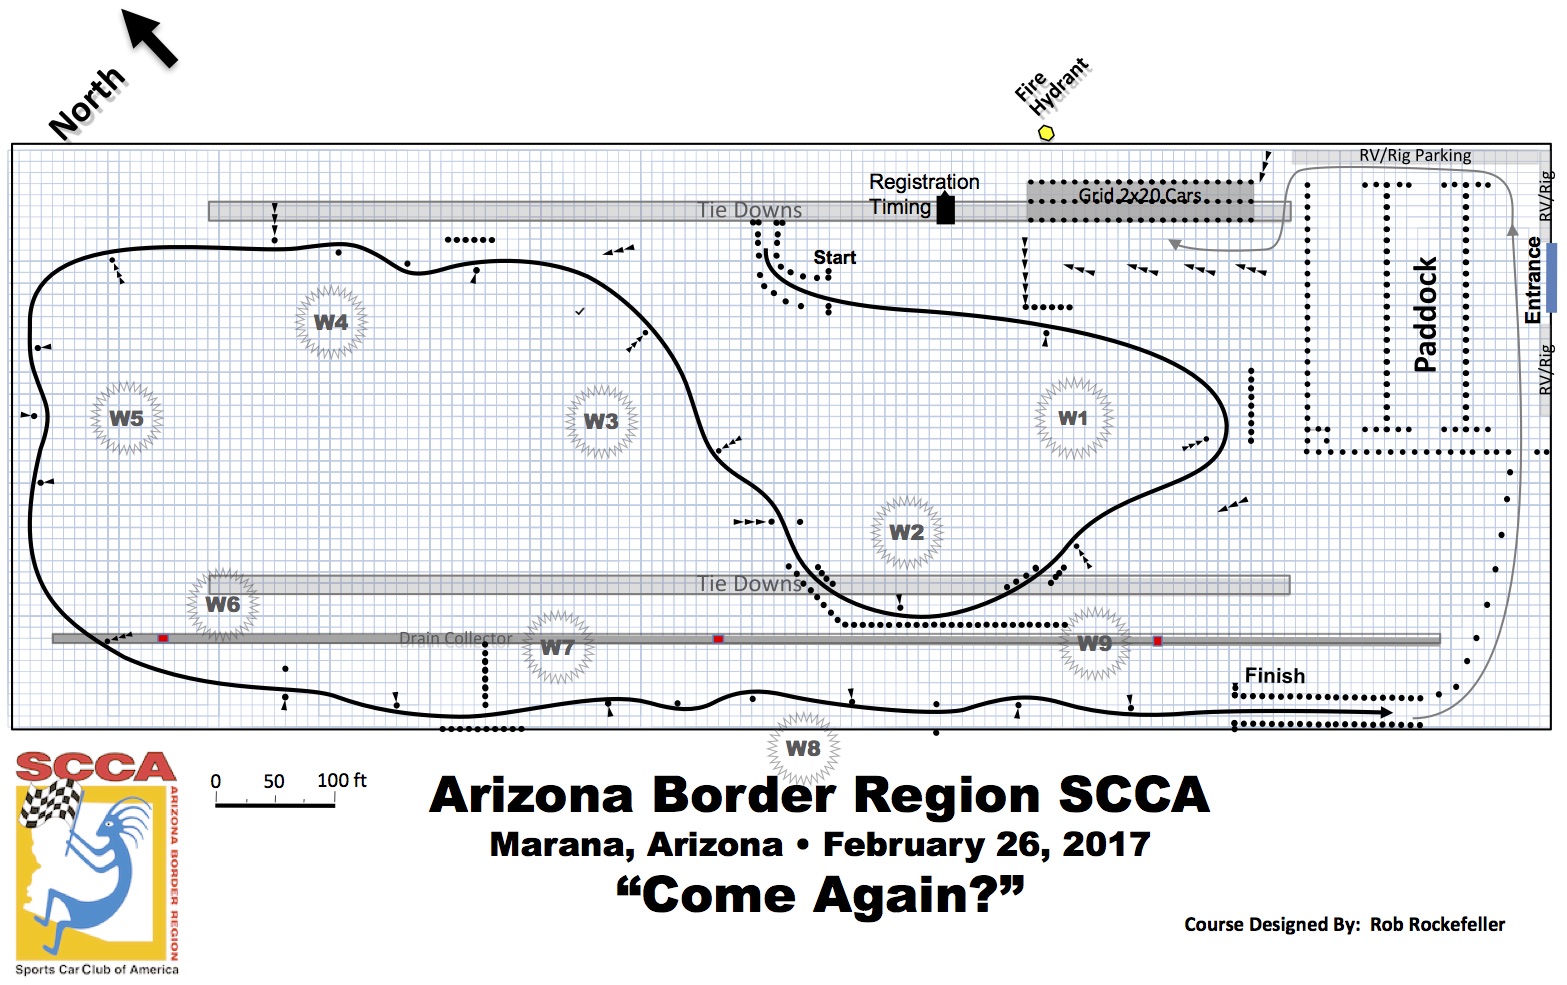 North
Fire
Hydrant
RV/Rig Parking
RV/Rig
Registration
Timing
Grid 2x20 Cars
Tie Downs
Start
Entrance
Paddock
RV/Rig
W4
W5
W3
W1
W2
Tie Downs
W6
Drain Collector
W7
W9
Finish
W8
SCCA
ARIZONA BORDER REGION
Sports Car Club of America
0 50 100 ft
Arizona Border Region SCCA
Marana, Arizona • February 26, 2017
“Come Again?”
Course Designed By: Rob Rockefeller